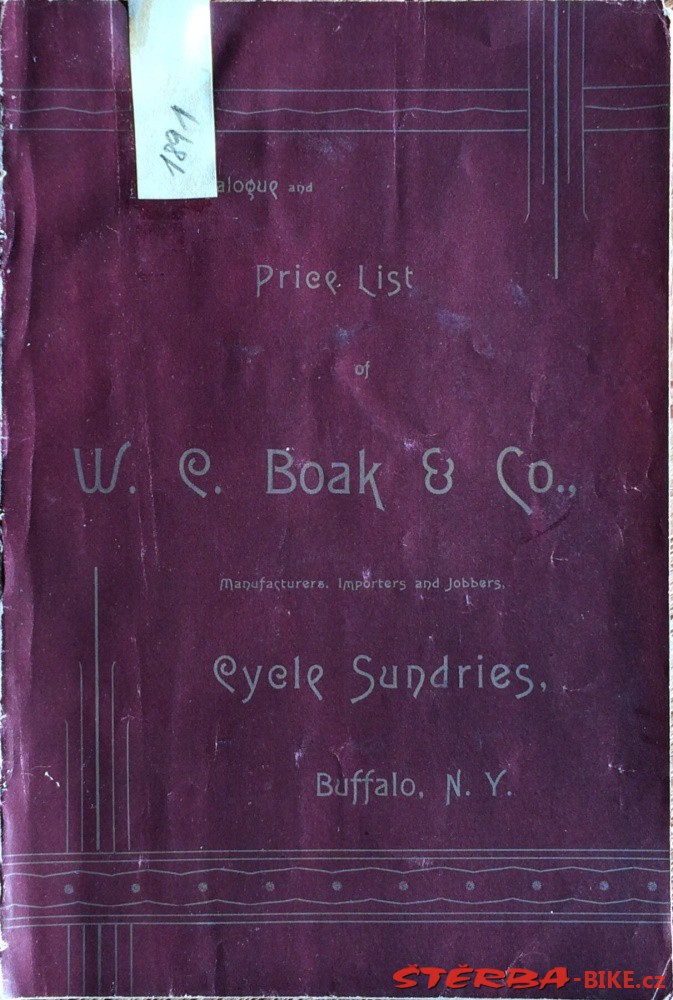 1891
alogue and
Price List
of
W. C. Boak & Co.,
Manufacturers, Importers and Jobbers,
Cycle Sundries,
Buffalo, N. Y.
ŠTĚRBA-BIKE.cz